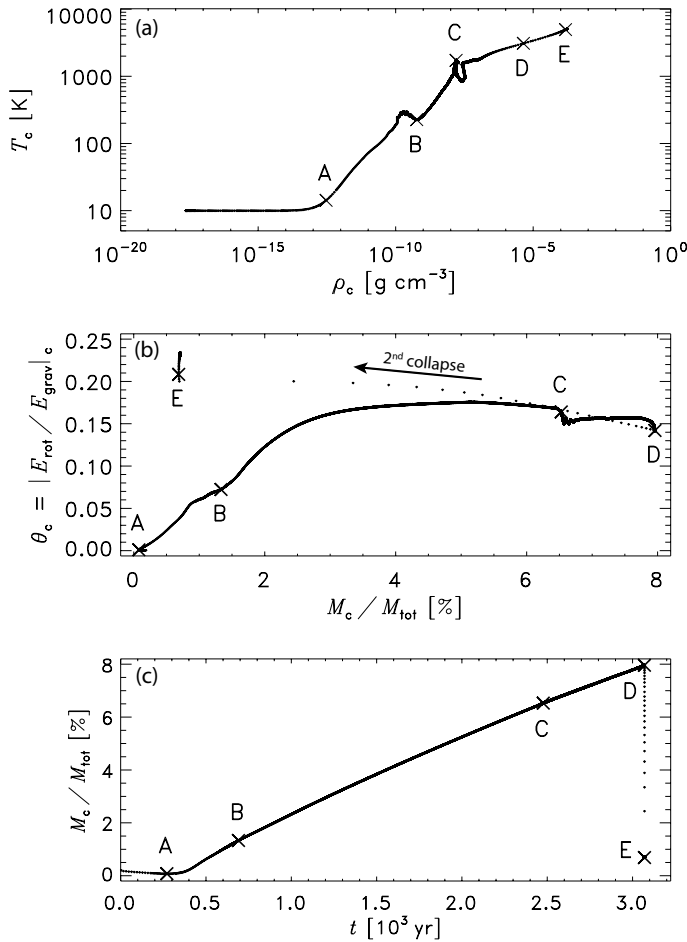 (a)
10000
1000
100
10
T_c [K]
A
B
C
D
E
10^−20
10^−15
10^−10
10^−5
10^0
ρ_c [g cm^−3]
(b)
0.25
0.20
0.15
0.10
0.05
0.00
θ_c = |E_rot / E_grav|_c
E
2nd collapse
C
D
B
A
0
2
4
6
8
M_c / M_tot [%]
(c)
8
6
4
2
0
M_c / M_tot [%]
D
C
B
A
E
0.0
0.5
1.0
1.5
2.0
2.5
3.0
t [10^3 yr]